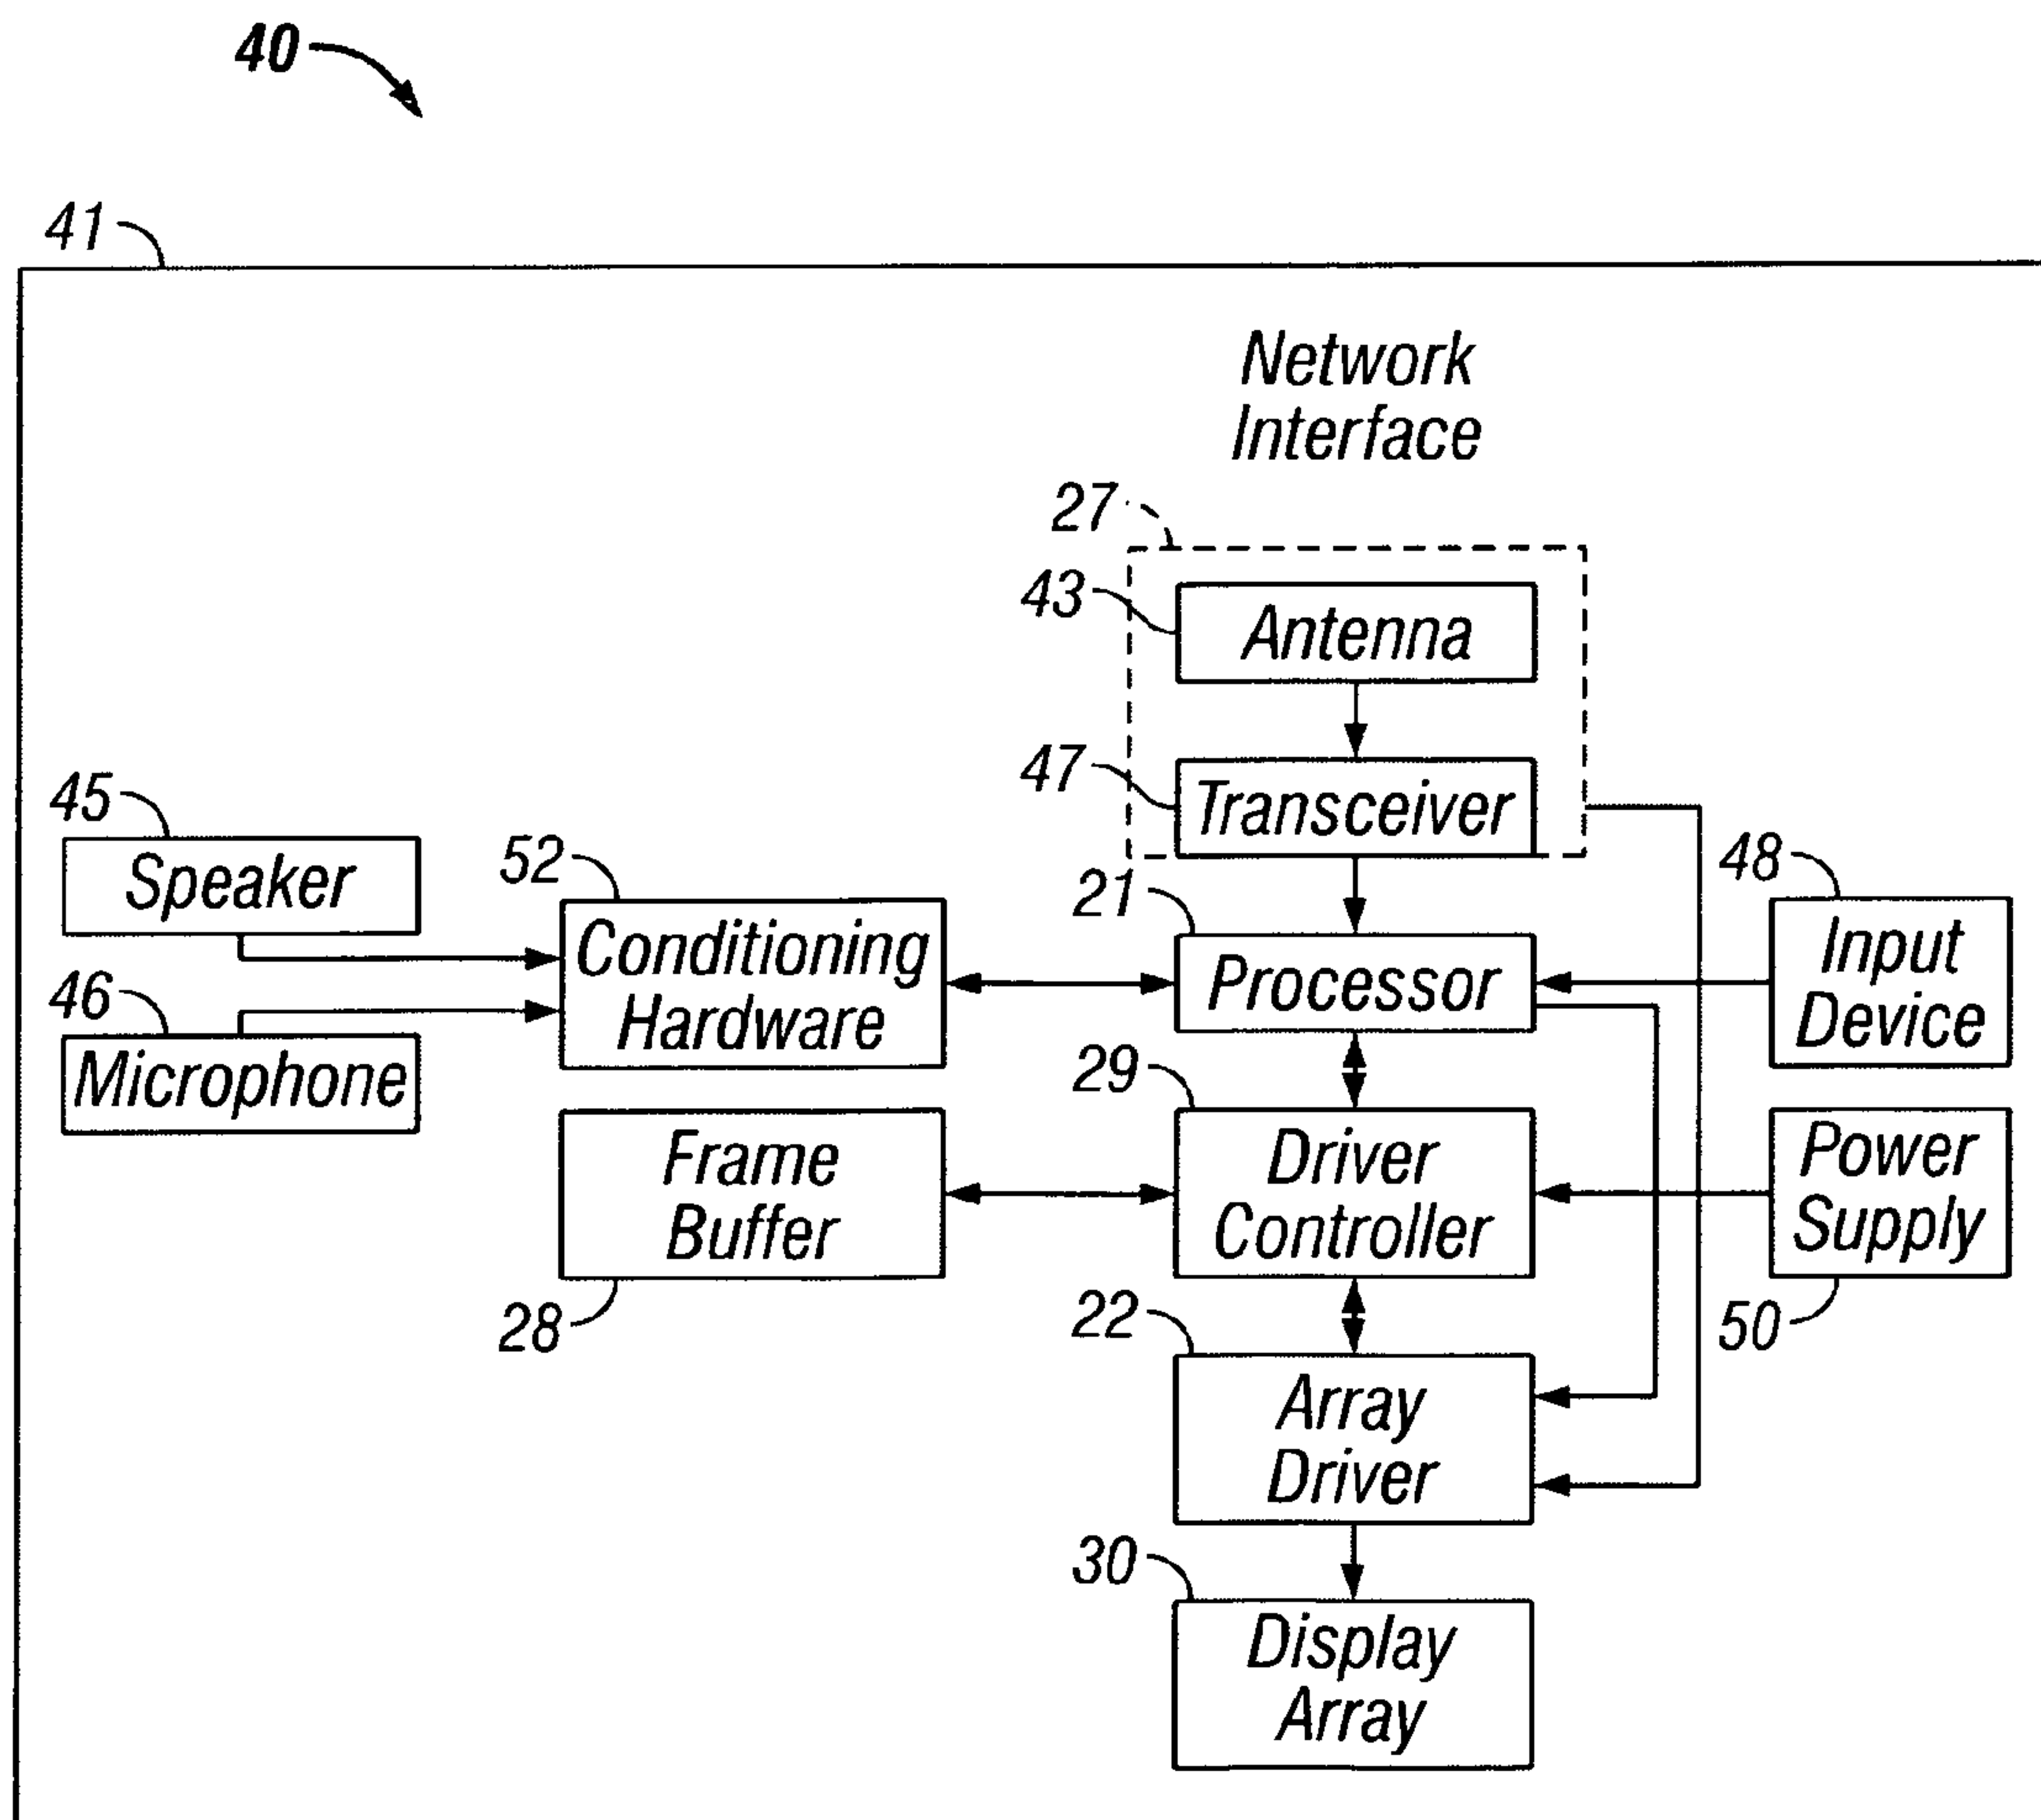 40
41
Network
Interface
27
43
Antenna
47
Transceiver
45
Speaker
52
Conditioning
Hardware
21
Processor
48
Input
Device
46
Microphone
29
Driver
Controller
Frame
Buffer
28
Power
Supply
50
22
Array
Driver
30
Display
Array